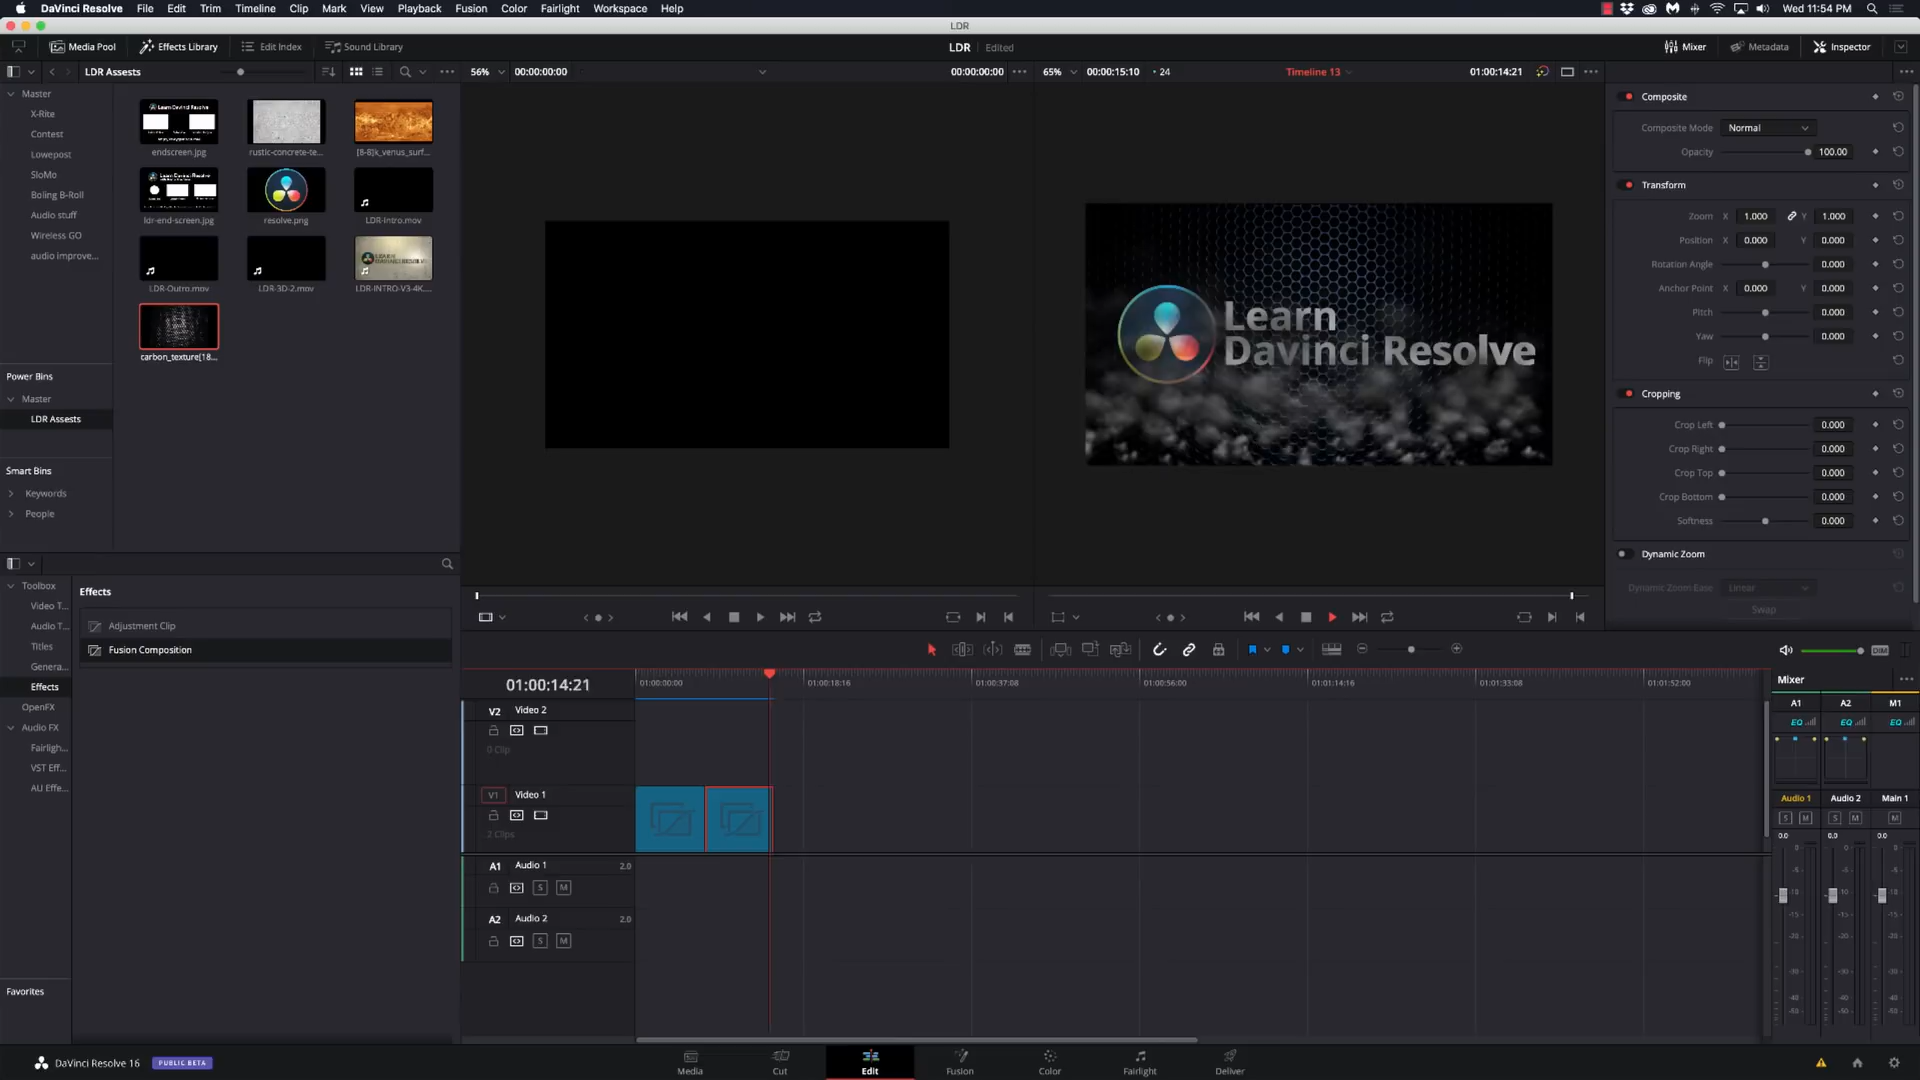 DaVinci Resolve File Edit Trim Timeline Clip Mark View Playback Fusion Color Fairlight Workspace Help
Wed 11:54 PM
LDR
Media Pool Effects Library Edit Index Sound Library
LDR Edited
Mixer Metadata Inspector
LDR Assests
56% 00:00:00:00 00:00:00:00
65% 00:00:15:10 • 24 Timeline 13 01:00:14:21
Master
X-Rite
Contest
Lowepost
SloMo
Boling B-Roll
Audio stuff
Wireless GO
audio improve...
Power Bins
Master
LDR Assests
Smart Bins
Keywords
People
Learn Davinci Resolve
endscreen.jpg rustic-concrete-te... [8-8]k_venus_surf...
Learn Davinci Resolve
ldr-end-screen.jpg resolve.png LDR-Intro.mov
LDR-Outro.mov LDR-3D-2.mov LDR-INTRO-V3-4K...
carbon_texture[18...
Learn
Davinci Resolve
Composite
Composite Mode Normal
Opacity 100.00
Transform
Zoom X 1.000 Y 1.000
Position X 0.000 Y 0.000
Rotation Angle 0.000
Anchor Point X 0.000 Y 0.000
Pitch 0.000
Yaw 0.000
Flip
Cropping
Crop Left 0.000
Crop Right 0.000
Crop Top 0.000
Crop Bottom 0.000
Softness 0.000
Dynamic Zoom
Dynamic Zoom Ease Linear
Swap
Toolbox
Video T...
Audio T...
Titles
Genera...
Effects
OpenFX
Audio FX
Fairligh...
VST Eff...
AU Effe...
Favorites
Effects
Adjustment Clip
Fusion Composition
DIM
01:00:14:21
01:00:00:00 01:00:18:16 01:00:37:08 01:00:56:00 01:01:14:16 01:01:33:08 01:01:52:00
V2 Video 2
0 Clip
V1 Video 1
2 Clips
A1 Audio 1 2.0
S M
A2 Audio 2 2.0
S M
Mixer
A1 A2 M1
EQ EQ EQ
Audio 1 Audio 2 Main 1
S M S M M
0.0 0.0 0.0
DaVinci Resolve 16 PUBLIC BETA
Media Cut Edit Fusion Color Fairlight Deliver